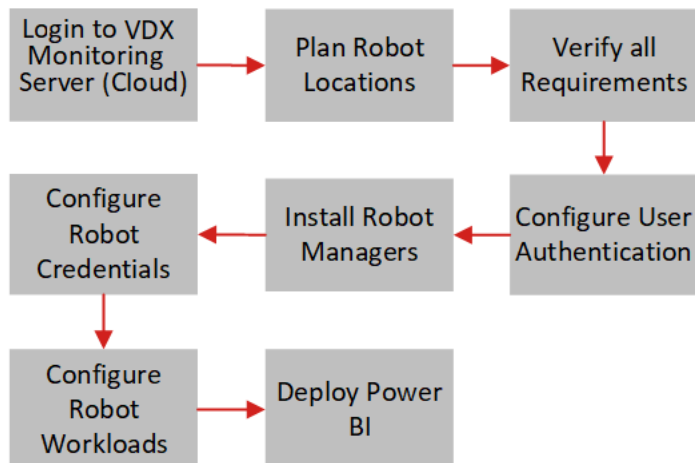 Login to VDX
Monitoring
Server (Cloud)
Plan Robot
Locations
Verify all
Requirements
Configure User
Authentication
Install Robot
Managers
Configure
Robot
Credentials
Configure
Robot
Workloads
Deploy Power
BI